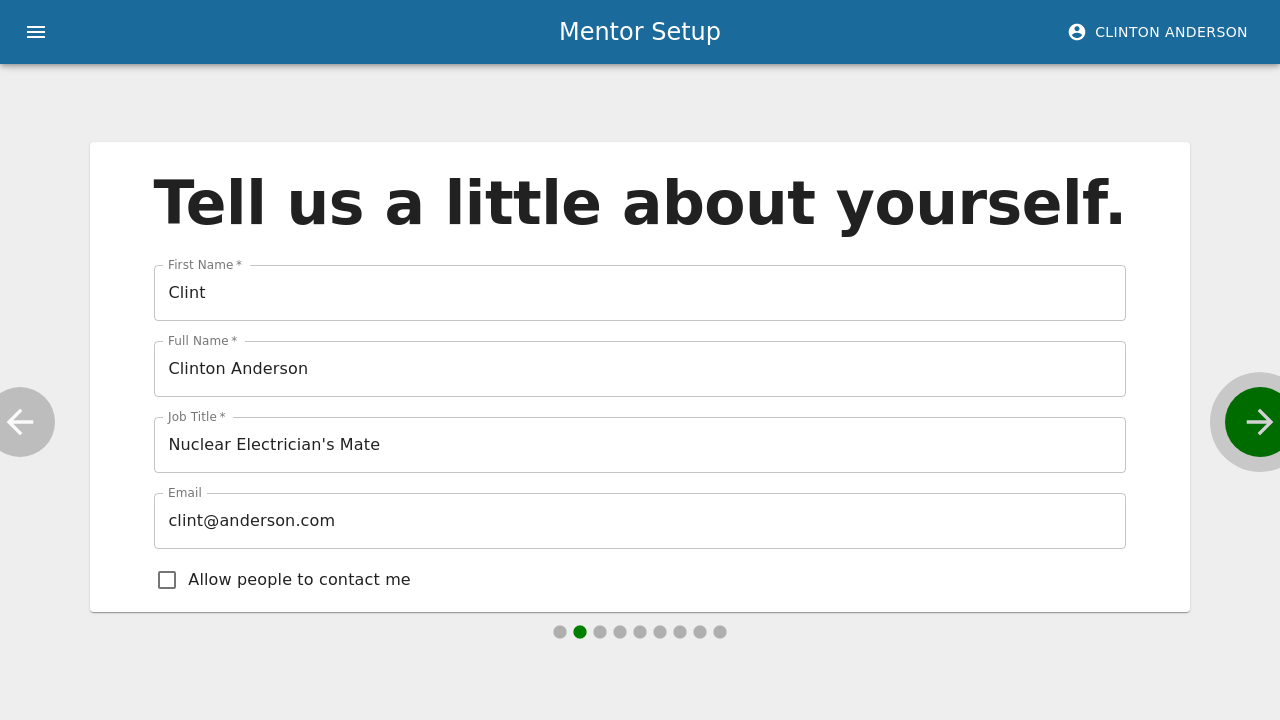 Mentor Setup
CLINTON ANDERSON
Tell us a little about yourself.
First Name *
Clint
Full Name *
Clinton Anderson
Job Title *
Nuclear Electrician's Mate
Email
clint@anderson.com
Allow people to contact me